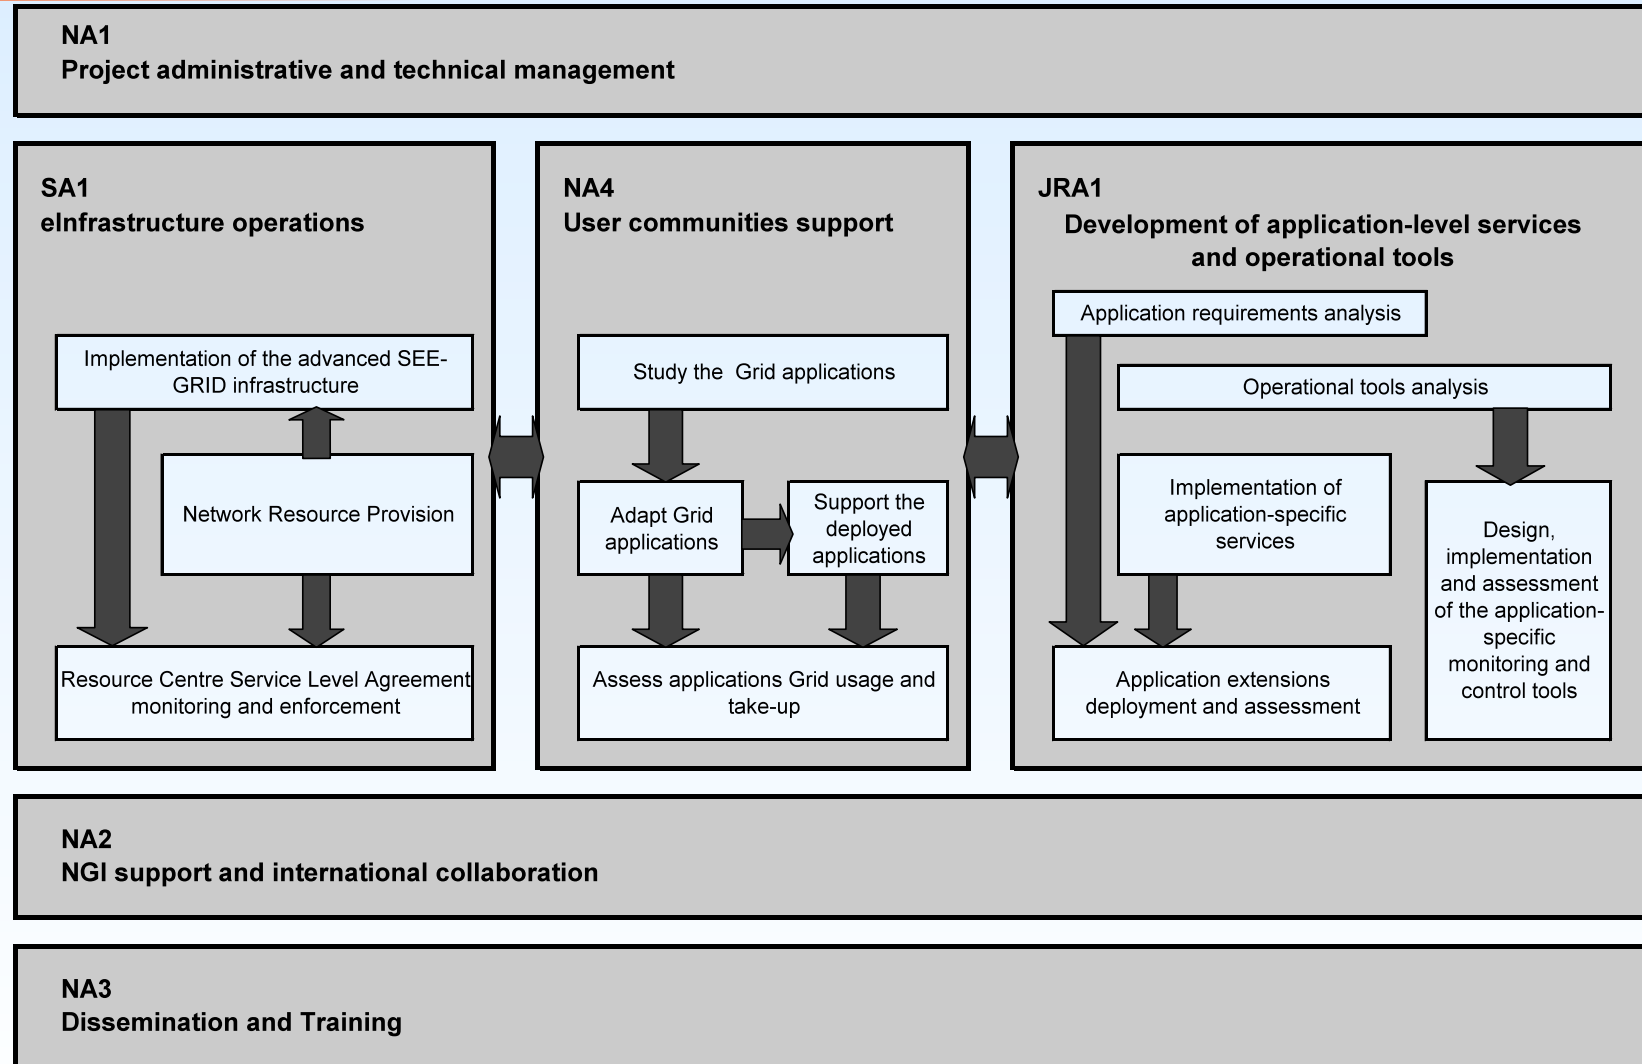 NA1
Project administrative and technical management
SA1
eInfrastructure operations
Implementation of the advanced SEE-
GRID infrastructure
Network Resource Provision
Resource Centre Service Level Agreement
monitoring and enforcement
NA4
User communities support
Study the  Grid applications
Adapt Grid
applications
Support the
deployed
applications
Assess applications Grid usage and
take-up
JRA1
Development of application-level services
and operational tools
Application requirements analysis
Operational tools analysis
Implementation of
application-specific
services
Application extensions
deployment and assessment
Design,
implementation
and assessment
of the application-
specific
monitoring and
control tools
NA2
NGI support and international collaboration
NA3
Dissemination and Training